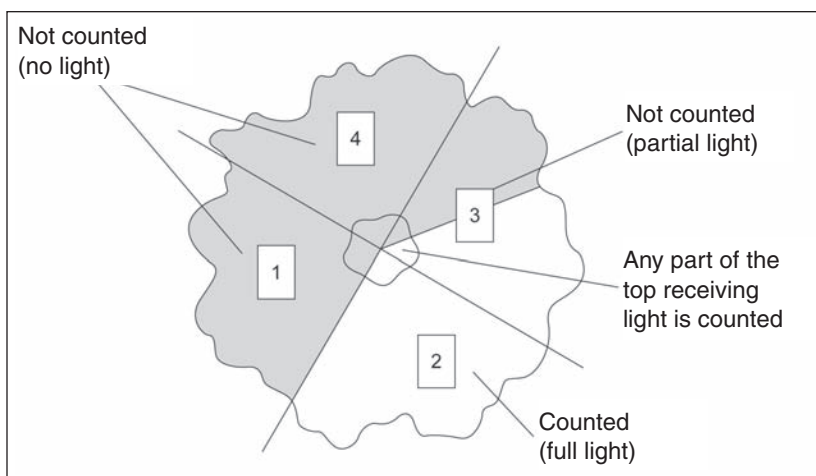 Not counted
(no light)
4
Not counted
(partial light)
3
1
Any part of the
top receiving
light is counted
2
Counted
(full light)